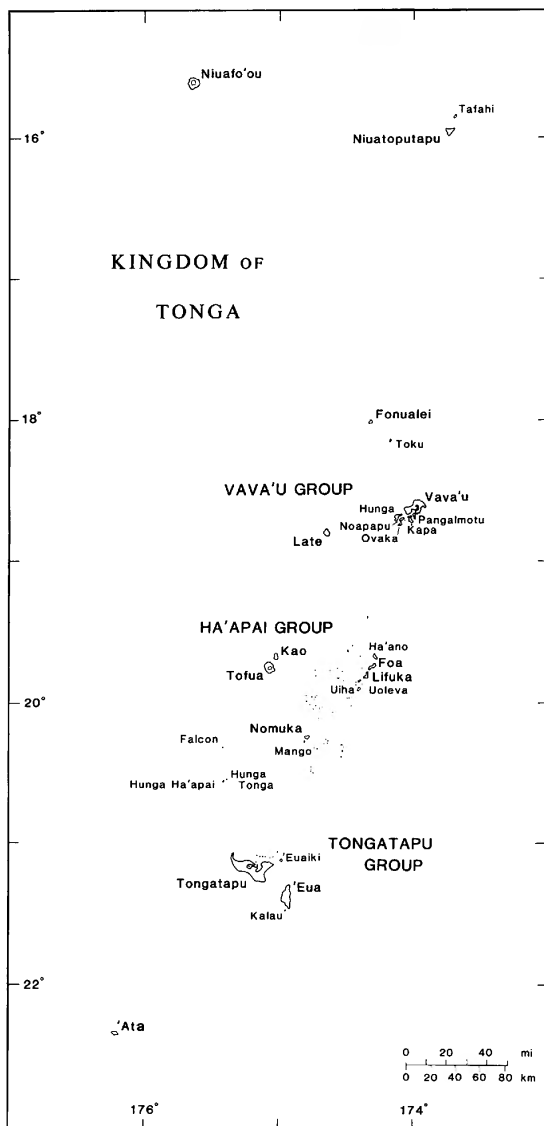 Niuafo'ou
Tafahi
16°
Niuatoputapu
KINGDOM OF
TONGA
18°
Fonualei
Toku
VAVA'U GROUP
Vava'u
Hunga
Pangaimotu
Noapapu
Kapa
Late
Ovaka
HA'APAI GROUP
Ha'ano
Kao
Foa
Tofua
Lifuka
Uiha
Uoleva
20°
Nomuka
Falcon
Mango
Hunga
Hunga Ha'apai
Tonga
TONGATAPU
GROUP
'Euaiki
Tongatapu
'Eua
Kalau
22°
'Ata
0 20 40 mi
0 20 40 60 80 km
176°
174°